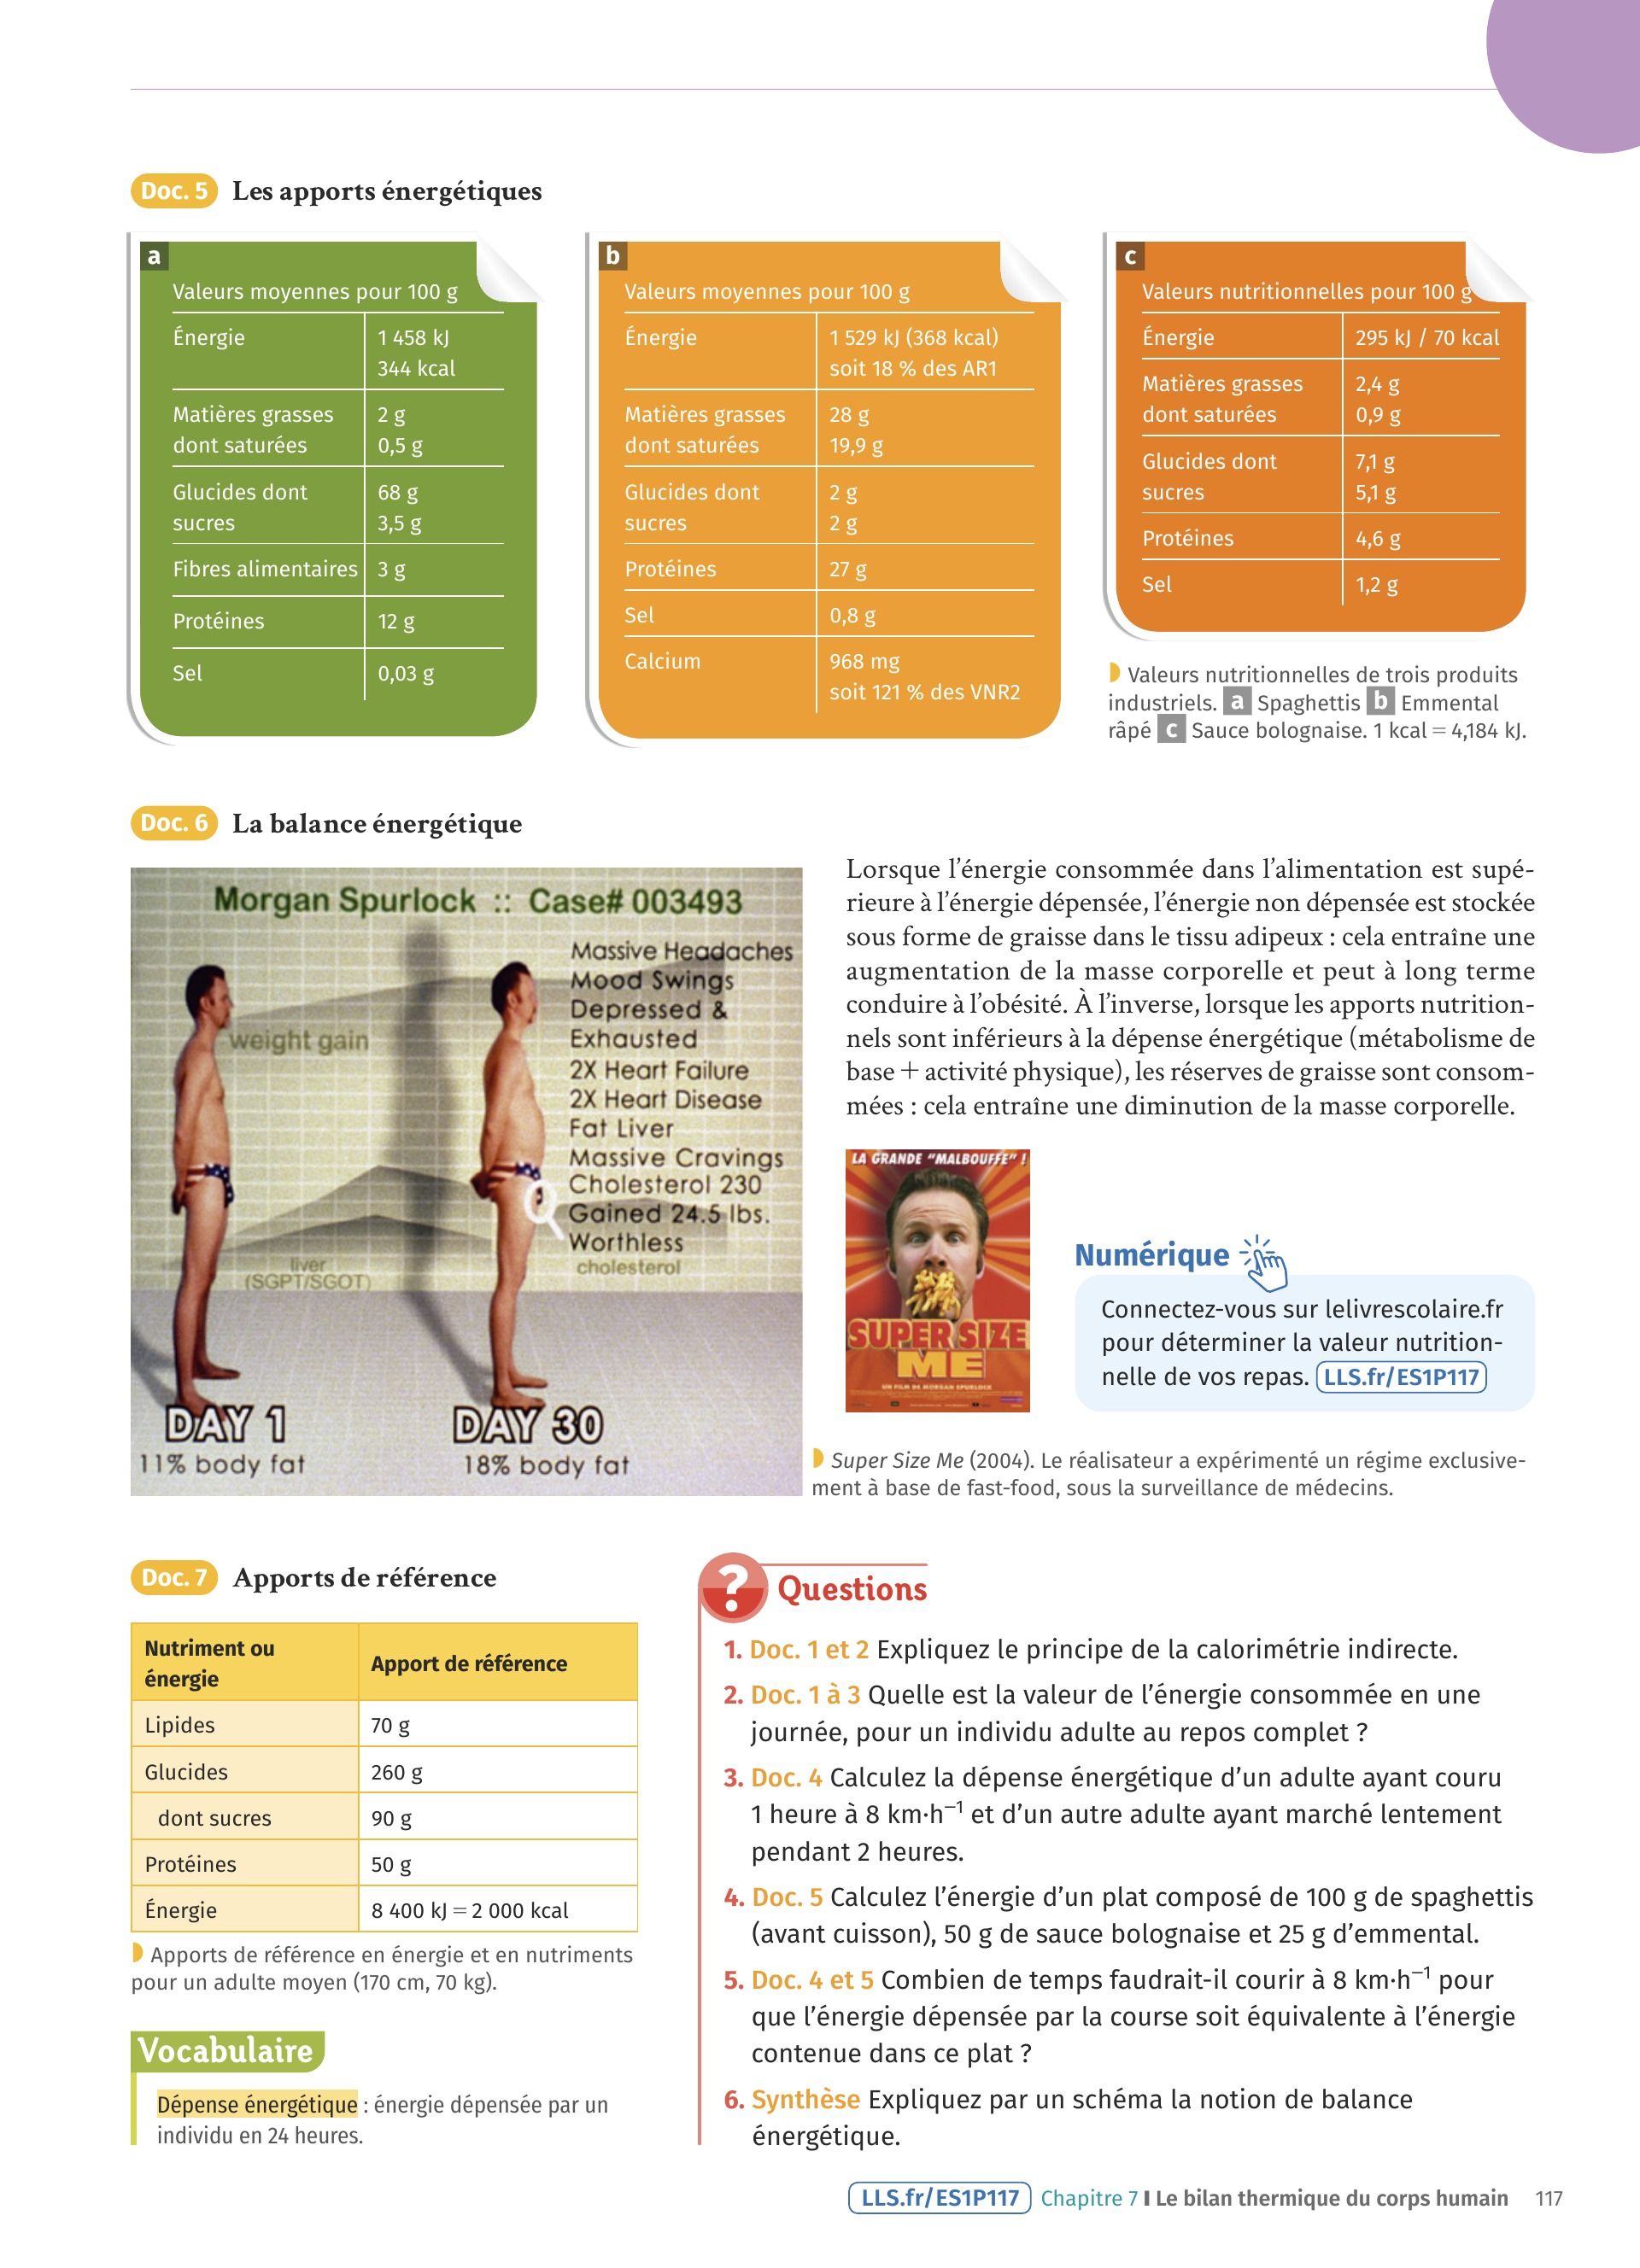 Doc. 5 Les apports énergétiques
a
Valeurs moyennes pour 100 g
Énergie 1 458 kJ
344 kcal
Matières grasses 2 g
dont saturées 0,5 g
Glucides dont 68 g
sucres 3,5 g
Fibres alimentaires 3 g
Protéines 12 g
Sel 0,03 g
b
Valeurs moyennes pour 100 g
Énergie 1 529 kJ (368 kcal)
soit 18 % des AR1
Matières grasses 28 g
dont saturées 19,9 g
Glucides dont 2 g
sucres 2 g
Protéines 27 g
Sel 0,8 g
Calcium 968 mg
soit 121 % des VNR2
c
Valeurs nutritionnelles pour 100 g
Énergie 295 kJ / 70 kcal
Matières grasses 2,4 g
dont saturées 0,9 g
Glucides dont 7,1 g
sucres 5,1 g
Protéines 4,6 g
Sel 1,2 g
Valeurs nutritionnelles de trois produits
industriels. a Spaghettis b Emmental
râpé c Sauce bolognaise. 1 kcal = 4,184 kJ.
Doc. 6 La balance énergétique
Morgan Spurlock :: Case# 003493
Massive Headaches
Mood Swings
Depressed &
Exhausted
2X Heart Failure
2X Heart Disease
Fat Liver
Massive Cravings
Cholesterol 230
Gained 24.5 lbs.
Worthless
cholesterol
weight gain
liver
(SGPT/SGOT)
DAY 1
11% body fat
DAY 30
18% body fat
Lorsque l'énergie consommée dans l'alimentation est supé-
rieure à l'énergie dépensée, l'énergie non dépensée est stockée
sous forme de graisse dans le tissu adipeux : cela entraîne une
augmentation de la masse corporelle et peut à long terme
conduire à l'obésité. À l'inverse, lorsque les apports nutrition-
nels sont inférieurs à la dépense énergétique (métabolisme de
base + activité physique), les réserves de graisse sont consom-
mées : cela entraîne une diminution de la masse corporelle.
LA GRANDE "MALBOUFFE" !
SUPER SIZE
ME
UN FILM DE MORGAN SPURLOCK
Numérique
Connectez-vous sur lelivrescolaire.fr
pour déterminer la valeur nutrition-
nelle de vos repas. LLS.fr/ES1P117
Super Size Me (2004). Le réalisateur a expérimenté un régime exclusive-
ment à base de fast-food, sous la surveillance de médecins.
Doc. 7 Apports de référence
Nutriment ou
énergie Apport de référence
Lipides 70 g
Glucides 260 g
dont sucres 90 g
Protéines 50 g
Énergie 8 400 kJ = 2 000 kcal
Apports de référence en énergie et en nutriments
pour un adulte moyen (170 cm, 70 kg).
Vocabulaire
Dépense énergétique : énergie dépensée par un
individu en 24 heures.
? Questions
1. Doc. 1 et 2 Expliquez le principe de la calorimétrie indirecte.
2. Doc. 1 à 3 Quelle est la valeur de l'énergie consommée en une
journée, pour un individu adulte au repos complet ?
3. Doc. 4 Calculez la dépense énergétique d'un adulte ayant couru
1 heure à 8 km·h⁻¹ et d'un autre adulte ayant marché lentement
pendant 2 heures.
4. Doc. 5 Calculez l'énergie d'un plat composé de 100 g de spaghettis
(avant cuisson), 50 g de sauce bolognaise et 25 g d'emmental.
5. Doc. 4 et 5 Combien de temps faudrait-il courir à 8 km·h⁻¹ pour
que l'énergie dépensée par la course soit équivalente à l'énergie
contenue dans ce plat ?
6. Synthèse Expliquez par un schéma la notion de balance
énergétique.
LLS.fr/ES1P117 Chapitre 7 I Le bilan thermique du corps humain 117